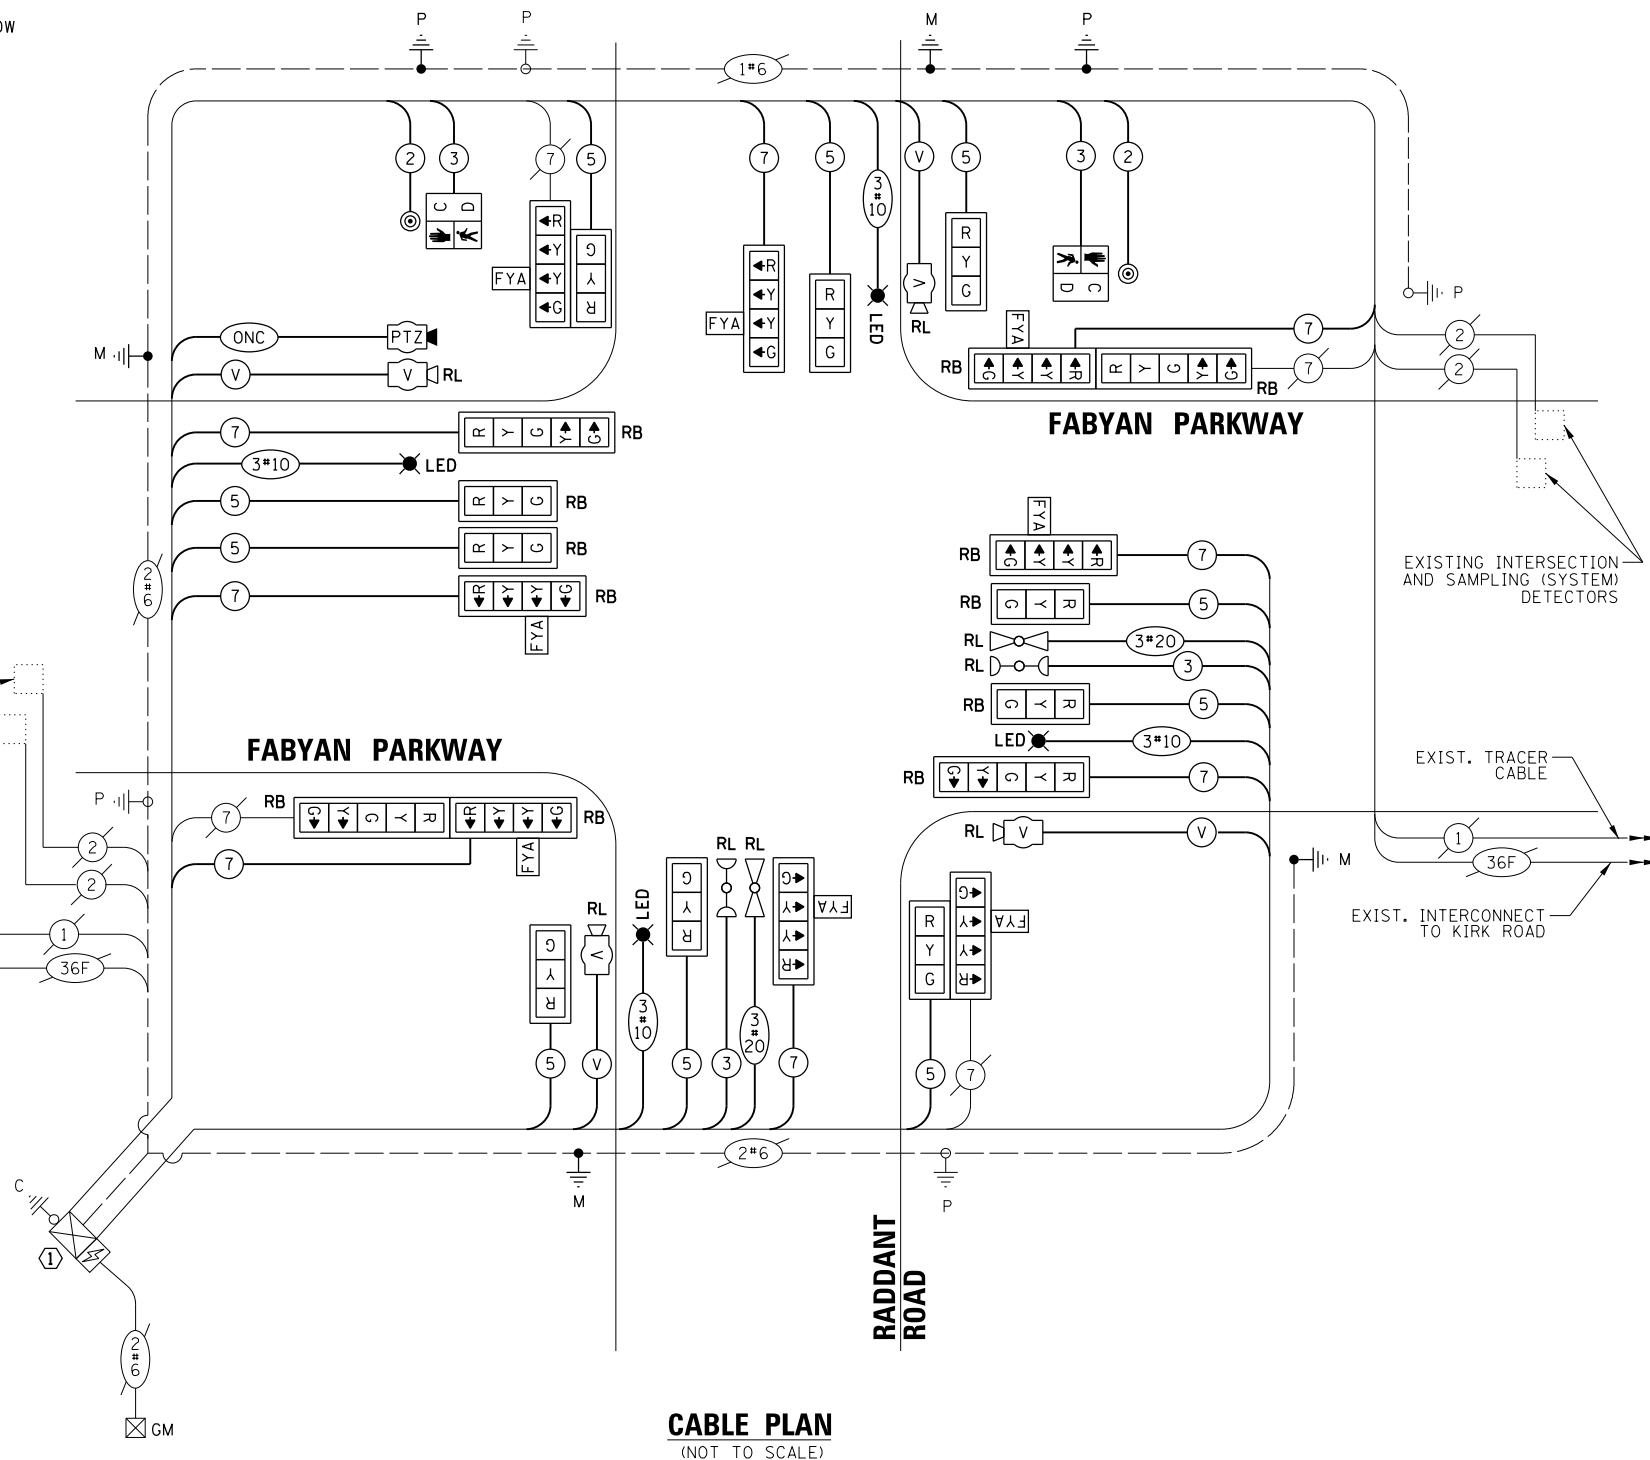 OW
P P M P
1#6
2 3 7 5 7 5 3#10 V 5 3 2
C D
R Y Y G
FYA
G Y R
R Y Y G
FYA
R Y G
LED
V
RL
R Y G
D C
P
M
ONC PTZ
V V RL
7
FYA
RB G Y Y R R Y G Y G RB
7
2
2
FABYAN PARKWAY
7 R Y G Y G RB
3#10 LED
5 R Y G RB
5 R Y G RB
7 R Y Y G RB
FYA
2#6
EXISTING INTERSECTION
AND SAMPLING (SYSTEM)
DETECTORS
FYA
RB G Y Y R 7
RB G Y R 5
RL 3#20
RL 3
RB G Y R 5
LED 3#10
RB G Y G Y R 7
RL V V
FABYAN PARKWAY
P
7 RB G Y G Y R R Y Y G RB
FYA
7
2
2
1
36F
EXIST. TRACER
CABLE
1
36F
EXIST. INTERCONNECT
TO KIRK ROAD
M
RL RL
G Y R
RL
V
LED
G Y R
G Y Y R
FYA
R Y G
G Y Y R
FYA
5 V 3#10 5 3 3#20 7 5 7
2#6
M
P
C
1
2#6
GM
RADDANT
ROAD
CABLE PLAN
(NOT TO SCALE)